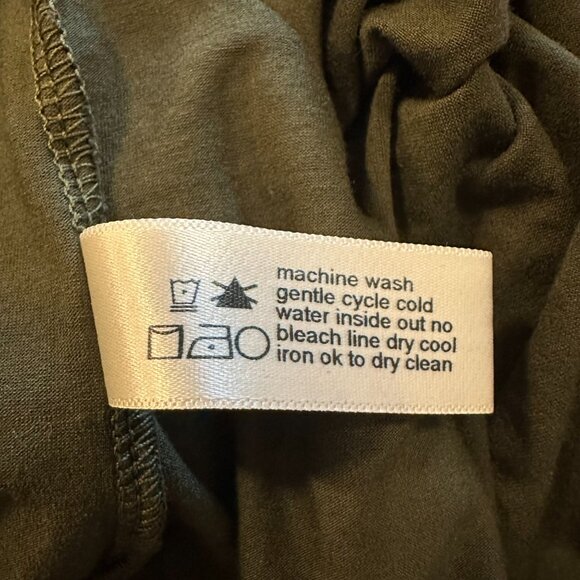 machine wash
gentle cycle cold
water inside out no
bleach line dry cool
iron ok to dry clean